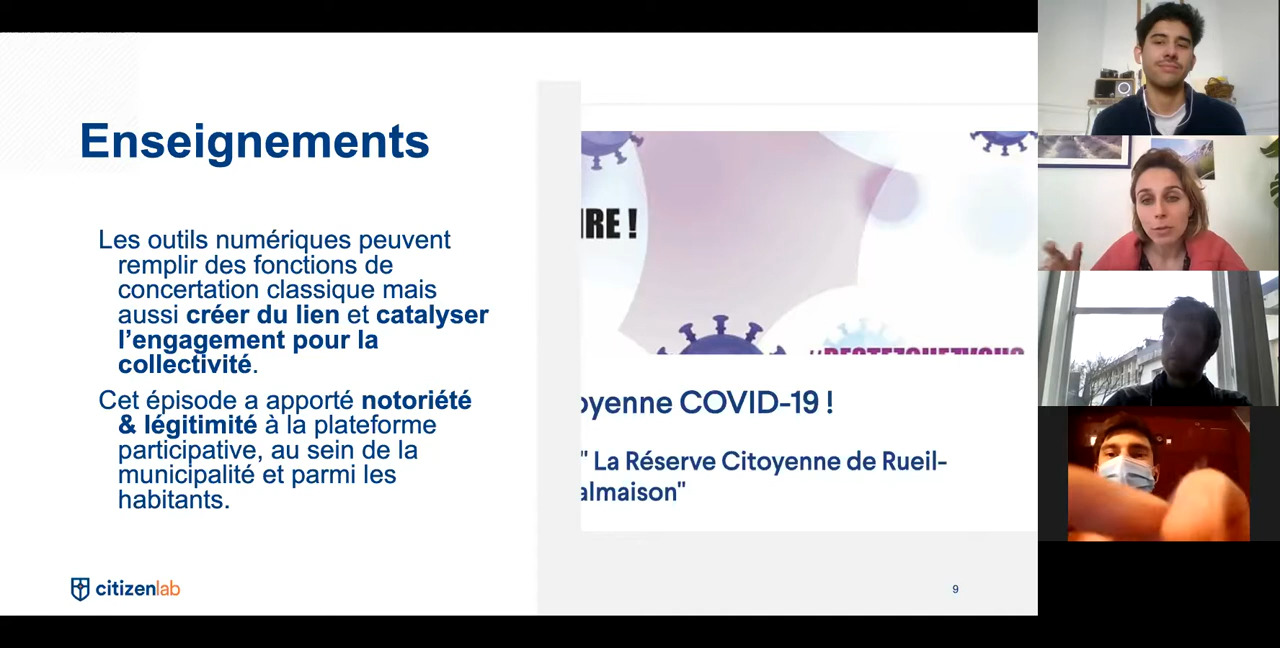 Enseignements
Les outils numériques peuvent
remplir des fonctions de
concertation classique mais
aussi créer du lien et catalyser
l’engagement pour la
collectivité.
Cet épisode a apporté notoriété
& légitimité à la plateforme
participative, au sein de la
municipalité et parmi les
habitants.
citizenlab
IRE !
#RESTEZCHEZVOUS
oyenne COVID-19 !
" La Réserve Citoyenne de Rueil-
almaison"
9